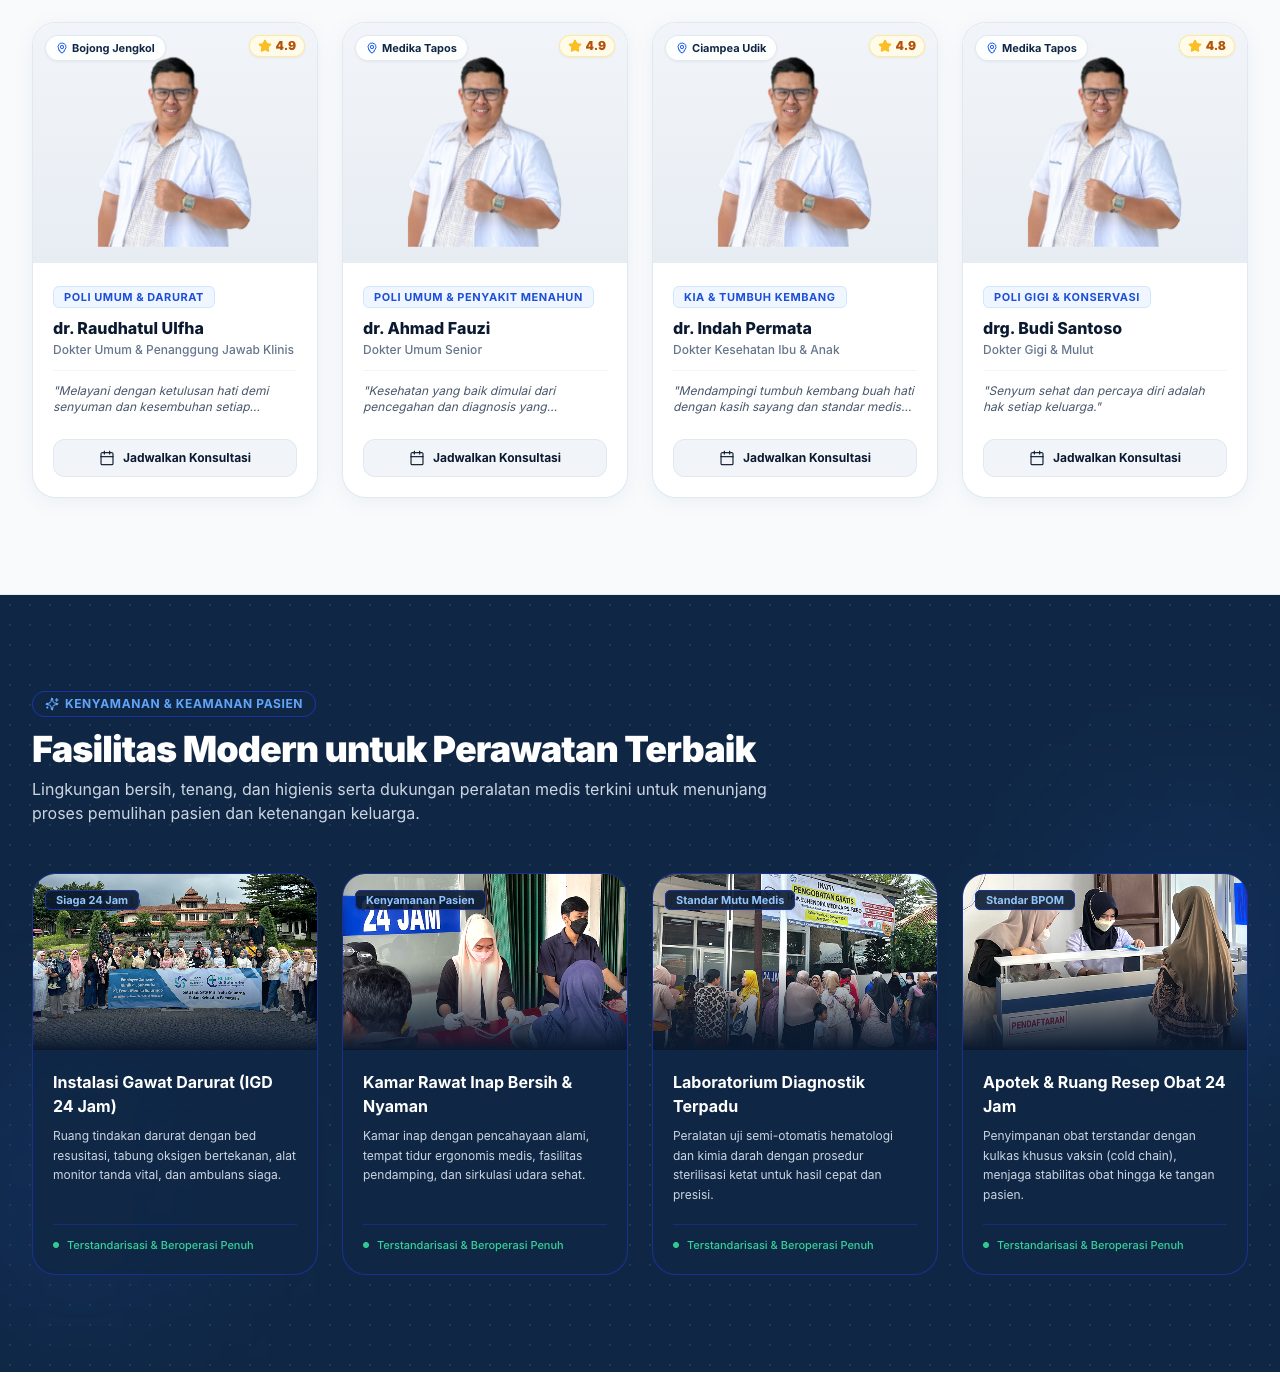 Bojong Jengkol
4.9
Medika Tapos
4.9
Ciampea Udik
4.9
Medika Tapos
4.8
POLI UMUM & DARURAT
dr. Raudhatul Ulfha
Dokter Umum & Penanggung Jawab Klinis
"Melayani dengan ketulusan hati demi
senyuman dan kesembuhan setiap...
Jadwalkan Konsultasi
POLI UMUM & PENYAKIT MENAHUN
dr. Ahmad Fauzi
Dokter Umum Senior
"Kesehatan yang baik dimulai dari
pencegahan dan diagnosis yang...
Jadwalkan Konsultasi
KIA & TUMBUH KEMBANG
dr. Indah Permata
Dokter Kesehatan Ibu & Anak
"Mendampingi tumbuh kembang buah hati
dengan kasih sayang dan standar medis...
Jadwalkan Konsultasi
POLI GIGI & KONSERVASI
drg. Budi Santoso
Dokter Gigi & Mulut
"Senyum sehat dan percaya diri adalah
hak setiap keluarga."
Jadwalkan Konsultasi
KENYAMANAN & KEAMANAN PASIEN
Fasilitas Modern untuk Perawatan Terbaik
Lingkungan bersih, tenang, dan higienis serta dukungan peralatan medis terkini untuk menunjang
proses pemulihan pasien dan ketenangan keluarga.
Siaga 24 Jam
Instalasi Gawat Darurat (IGD
24 Jam)
Ruang tindakan darurat dengan bed
resusitasi, tabung oksigen bertekanan, alat
monitor tanda vital, dan ambulans siaga.
Terstandarisasi & Beroperasi Penuh
Kenyamanan Pasien
24 JAM
Kamar Rawat Inap Bersih &
Nyaman
Kamar inap dengan pencahayaan alami,
tempat tidur ergonomis medis, fasilitas
pendamping, dan sirkulasi udara sehat.
Terstandarisasi & Beroperasi Penuh
Standar Mutu Medis
PENGOBATAN GRATIS
Laboratorium Diagnostik
Terpadu
Peralatan uji semi-otomatis hematologi
dan kimia darah dengan prosedur
sterilisasi ketat untuk hasil cepat dan
presisi.
Terstandarisasi & Beroperasi Penuh
Standar BPOM
PENDAFTARAN
Apotek & Ruang Resep Obat 24
Jam
Penyimpanan obat terstandar dengan
kulkas khusus vaksin (cold chain),
menjaga stabilitas obat hingga ke tangan
pasien.
Terstandarisasi & Beroperasi Penuh